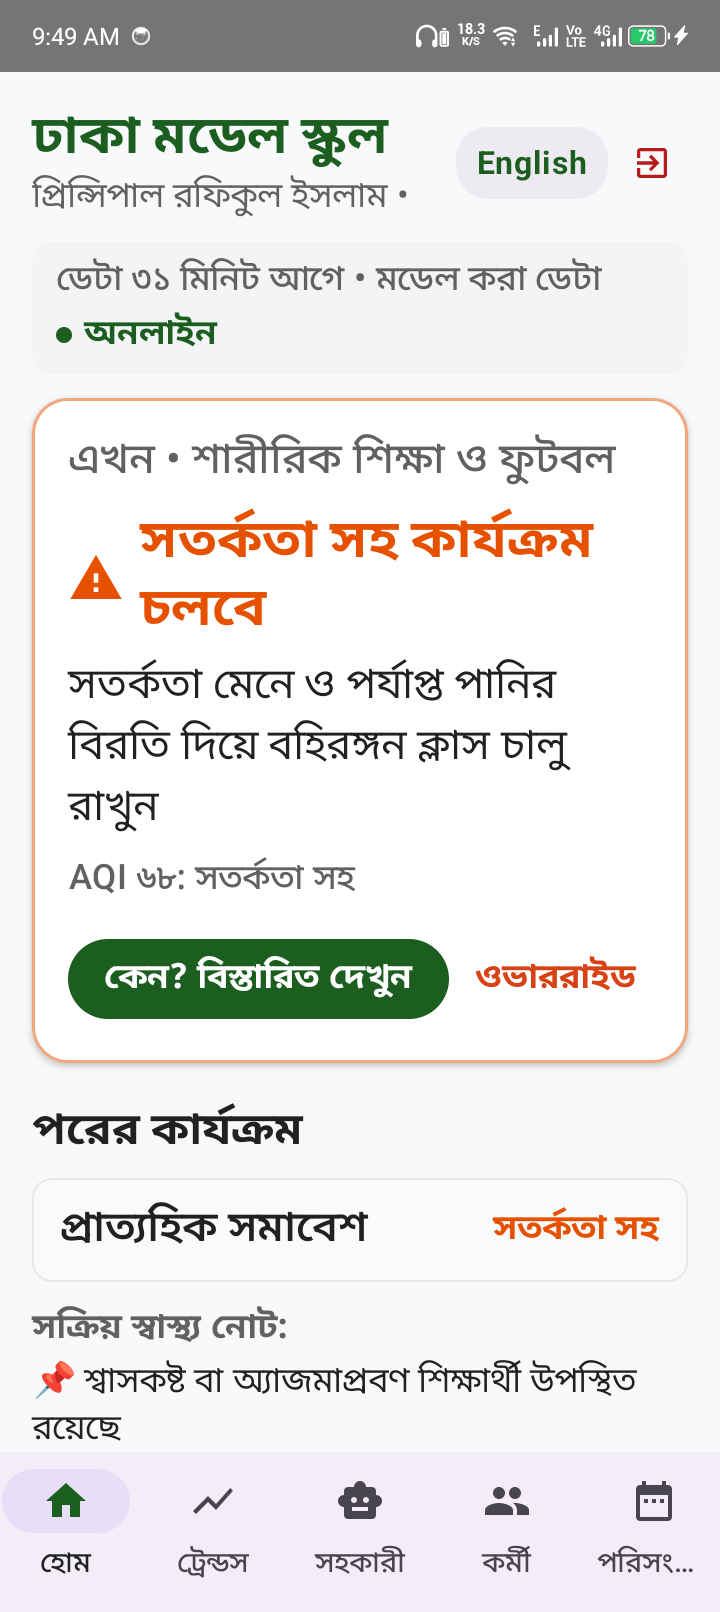 9:49 AM
18.3 K/S
E
Vo LTE
4G
78
ঢাকা মডেল স্কুল
English
প্রিন্সিপাল রফিকুল ইসলাম •
ডেটা ৩১ মিনিট আগে • মডেল করা ডেটা
● অনলাইন
এখন • শারীরিক শিক্ষা ও ফুটবল
সতর্কতা সহ কার্যক্রম
চলবে
সতর্কতা মেনে ও পর্যাপ্ত পানির
বিরতি দিয়ে বহিরঙ্গন ক্লাস চালু
রাখুন
AQI ৬৮: সতর্কতা সহ
কেন? বিস্তারিত দেখুন
ওভাররাইড
পরের কার্যক্রম
প্রাত্যহিক সমাবেশ
সতর্কতা সহ
সক্রিয় স্বাস্থ্য নোট:
📌 শ্বাসকষ্ট বা অ্যাজমাপ্রবণ শিক্ষার্থী উপস্থিত
রয়েছে
হোম
ট্রেন্ডস
সহকারী
কর্মী
পরিসং...